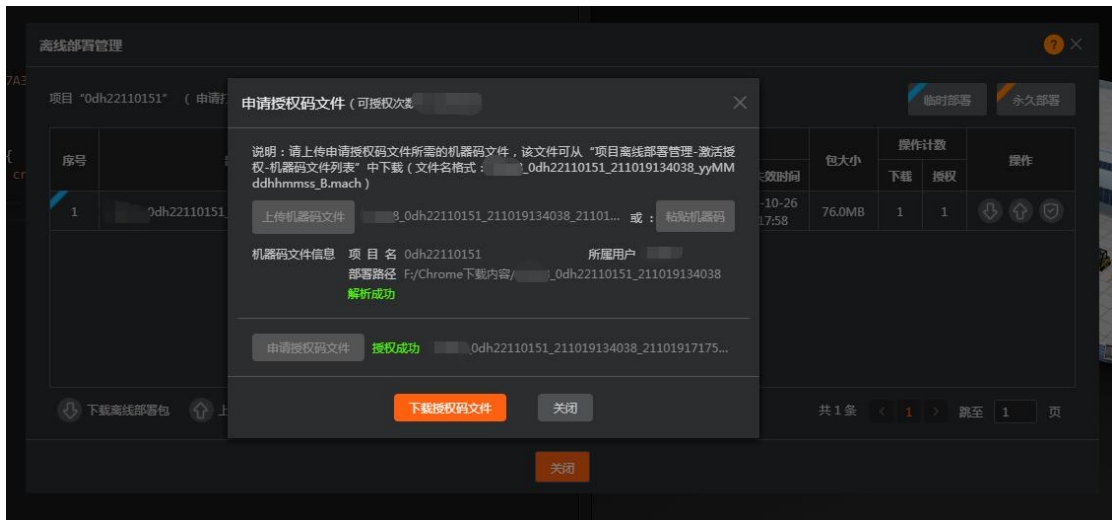 离线部署管理
?
7A3
项目 "0dh22110151" ( 申请打
临时部署
永久部署
申请授权码文件 ( 可授权次数
说明：请上传申请授权码文件所需的机器码文件，该文件可从 “项目离线部署管理-激活授
权-机器码文件列表” 中下载 ( 文件名格式： _0dh22110151_211019134038_yyMM
ddhhmmss_B.mach )
上传机器码文件
8_0dh22110151_211019134038_21101... 或：
粘贴机器码
机器码文件信息
项 目 名 0dh22110151
所属用户
部署路径 F:/Chrome下载内容/ _0dh22110151_211019134038
解析成功
申请授权码文件
授权成功
_0dh22110151_211019134038_21101917175...
下载授权码文件
关闭
序号
效时间
包大小
操作计数
下载
授权
操作
{
cr
1
0dh22110151_
-10-26
17:58
76.0MB
1
1
下载离线部署包
上
共 1 条
<
1
>
跳至
1
页
关闭